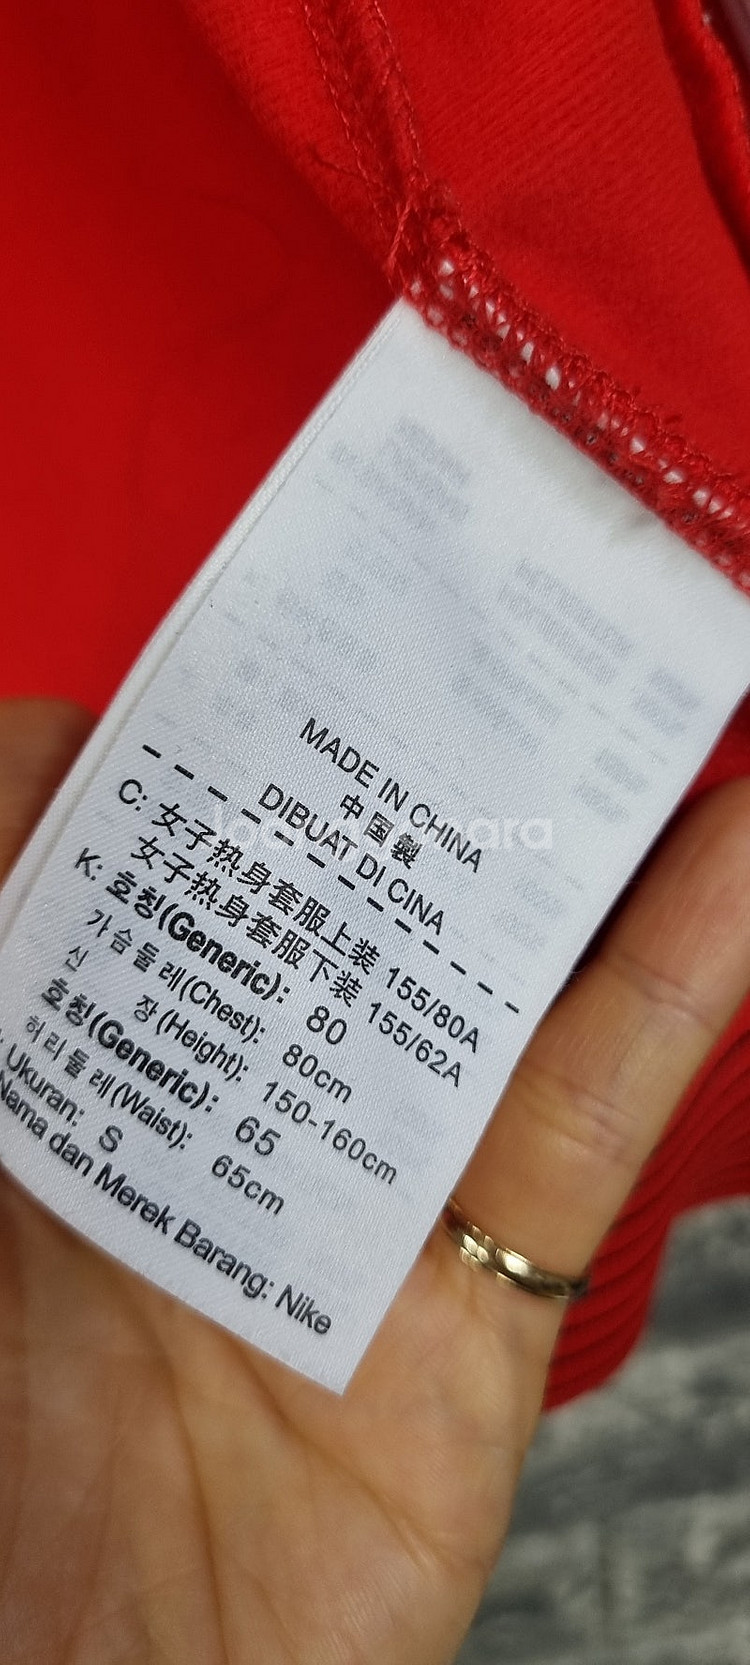 MADE IN CHINA
中国製
DIBUAT DI CINA
C: 女子热身套服上装 155/80A
女子热身套服下装 155/62A
K: 호칭(Generic): 80
가슴둘레(Chest): 80cm
신 장(Height): 150-160cm
호칭(Generic): 65
허리둘레(Waist): 65cm
Ukuran: S
Nama dan Merek Barang: Nike